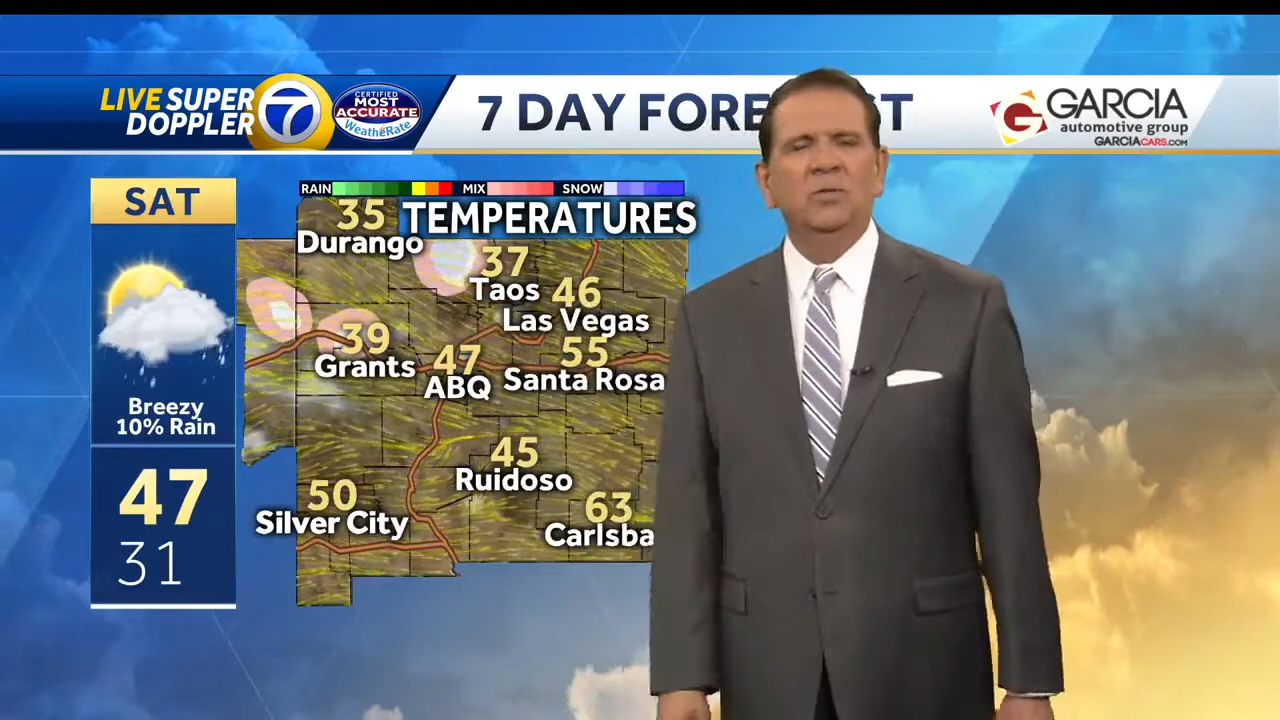 LIVE SUPER
DOPPLER
7
CERTIFIED
MOST
ACCURATE
WeatheRate
7 DAY FORE ST
GARCIA
automotive group
GARCIACARS.COM
G
SAT
RAIN MIX SNOW
TEMPERATURES
35
Durango
37
Taos
46
Las Vegas
39
Grants
47
ABQ
55
Santa Rosa
Breezy
10% Rain
45
Ruidoso
47
31
50
Silver City
63
Carlsba